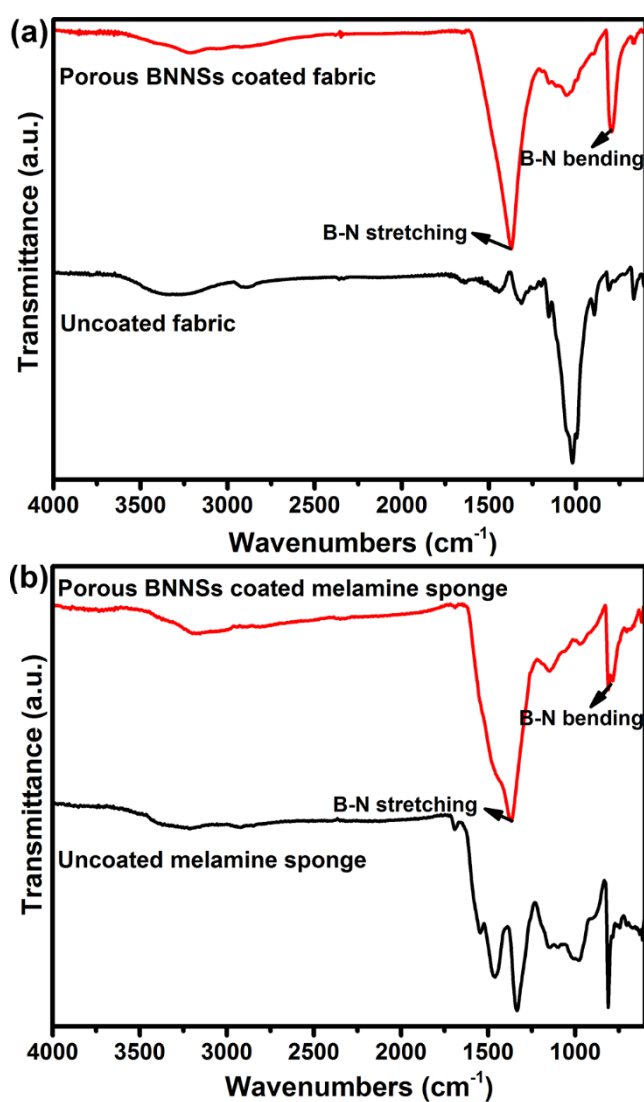 (a)
Porous BNNSs coated fabric
B-N bending
B-N stretching
Uncoated fabric
Transmittance (a.u.)
4000 3500 3000 2500 2000 1500 1000
Wavenumbers (cm⁻¹)
(b)
Porous BNNSs coated melamine sponge
B-N bending
B-N stretching
Uncoated melamine sponge
Transmittance (a.u.)
4000 3500 3000 2500 2000 1500 1000
Wavenumbers (cm⁻¹)